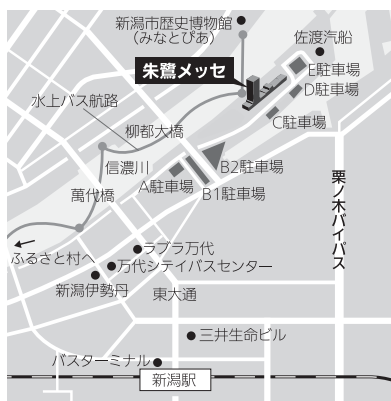 新潟市歴史博物館
(みなとぴあ)
佐渡汽船
朱鷺メッセ
E駐車場
D駐車場
C駐車場
水上バス航路
柳都大橋
信濃川
B2駐車場
A駐車場
B1駐車場
萬代橋
栗ノ木バイパス
ふるさと村へ
ラブラ万代
万代シテイバスセンター
新潟伊勢丹
東大通
三井生命ビル
バスターミナル
新潟駅